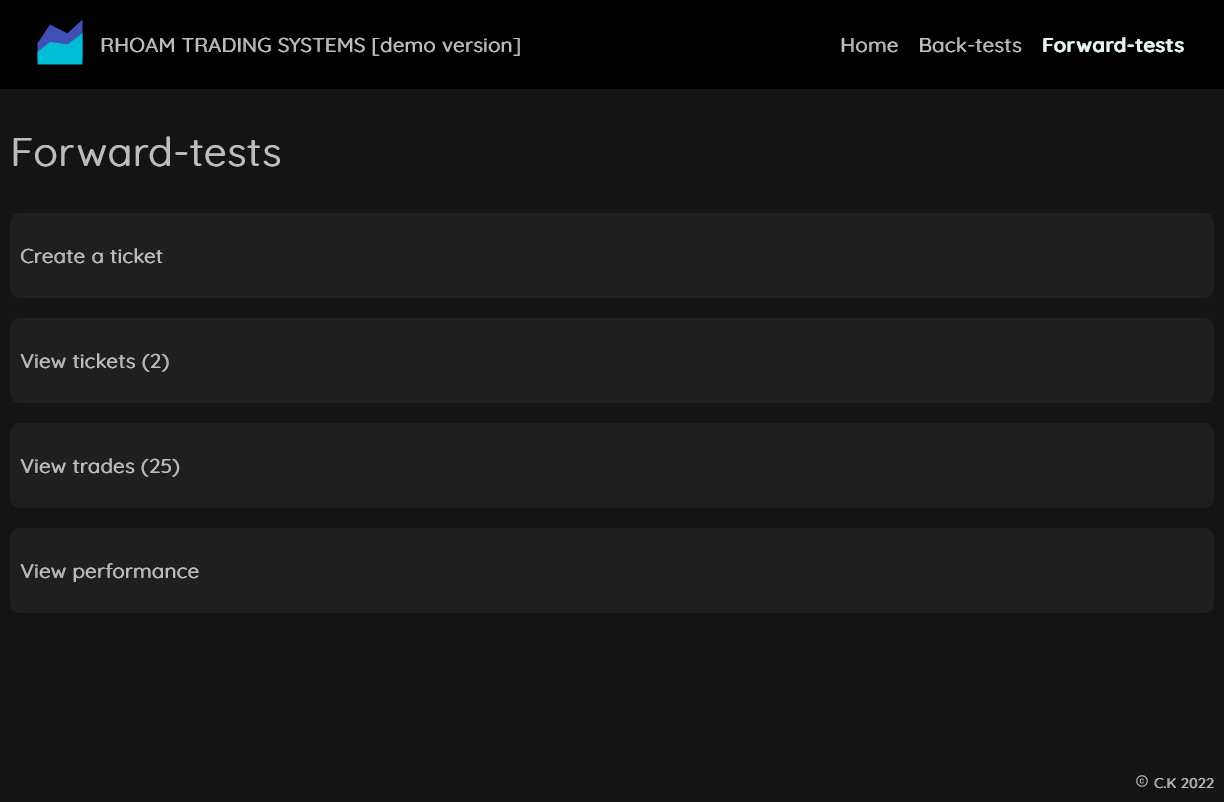 RHOAM TRADING SYSTEMS [demo version]
Home Back-tests Forward-tests
Forward-tests
Create a ticket
View tickets (2)
View trades (25)
View performance
© C.K 2022